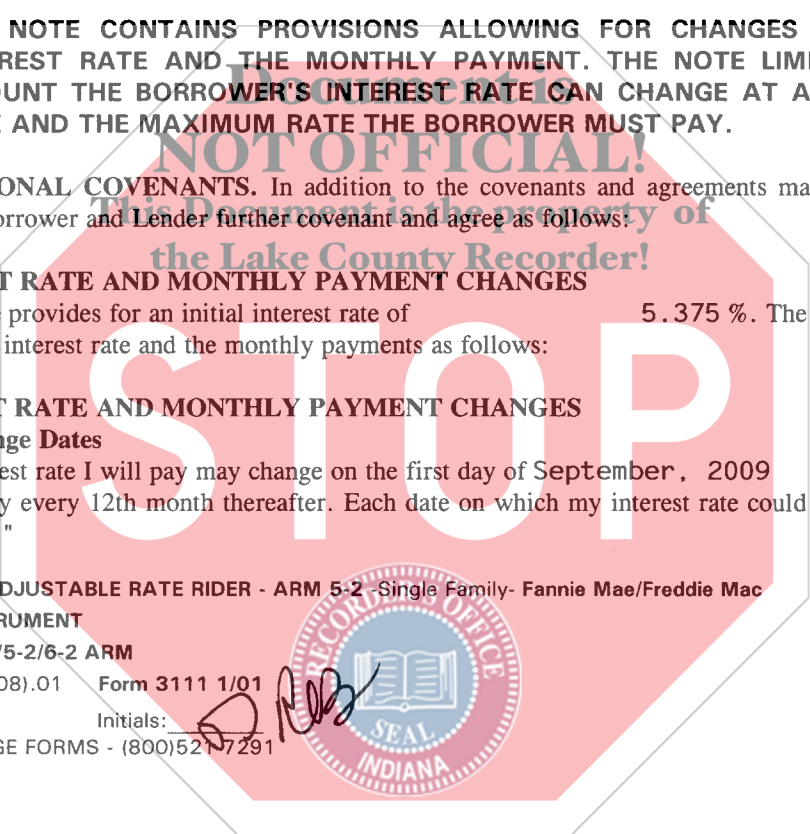 NOTE CONTAINS PROVISIONS ALLOWING FOR CHANGES
EREST RATE AND THE MONTHLY PAYMENT. THE NOTE LIM
OUNT THE BORROWER'S INTEREST RATE CAN CHANGE AT A
E AND THE MAXIMUM RATE THE BORROWER MUST PAY.
Document is
NOT OFFICIAL!
This Document is the property of
the Lake County Recorder!
ONAL COVENANTS. In addition to the covenants and agreements ma
orrower and Lender further covenant and agree as follows:
T RATE AND MONTHLY PAYMENT CHANGES
provides for an initial interest rate of 5.375 %. The
interest rate and the monthly payments as follows:
T RATE AND MONTHLY PAYMENT CHANGES
nge Dates
est rate I will pay may change on the first day of September, 2009
y every 12th month thereafter. Each date on which my interest rate could
"
STOP
DJUSTABLE RATE RIDER - ARM 5-2 -Single Family- Fannie Mae/Freddie Mac
RUMENT
/5-2/6-2 ARM
08).01 Form 3111 1/01
Initials:
GE FORMS - (800)521-7291
RECORDER'S OFFICE
SEAL
INDIANA